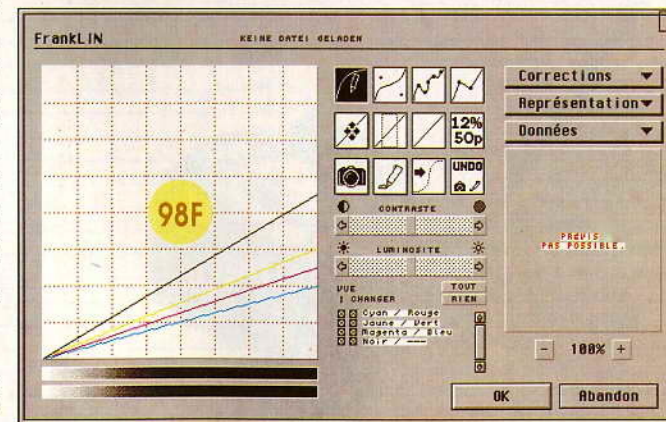 FrankLIN
KEINE DATEI GELADEN
98F
12%
50p
UNDO
CONTRASTE
LUMINOSITE
VUE
! CHANGER
TOUT
RIEN
Cyan / Rouge
Jaune / Vert
Magenta / Bleu
Noir / ---
Corrections
Représentation
Données
PREVIS
PAS POSSIBLE.
- 100% +
OK
Abandon